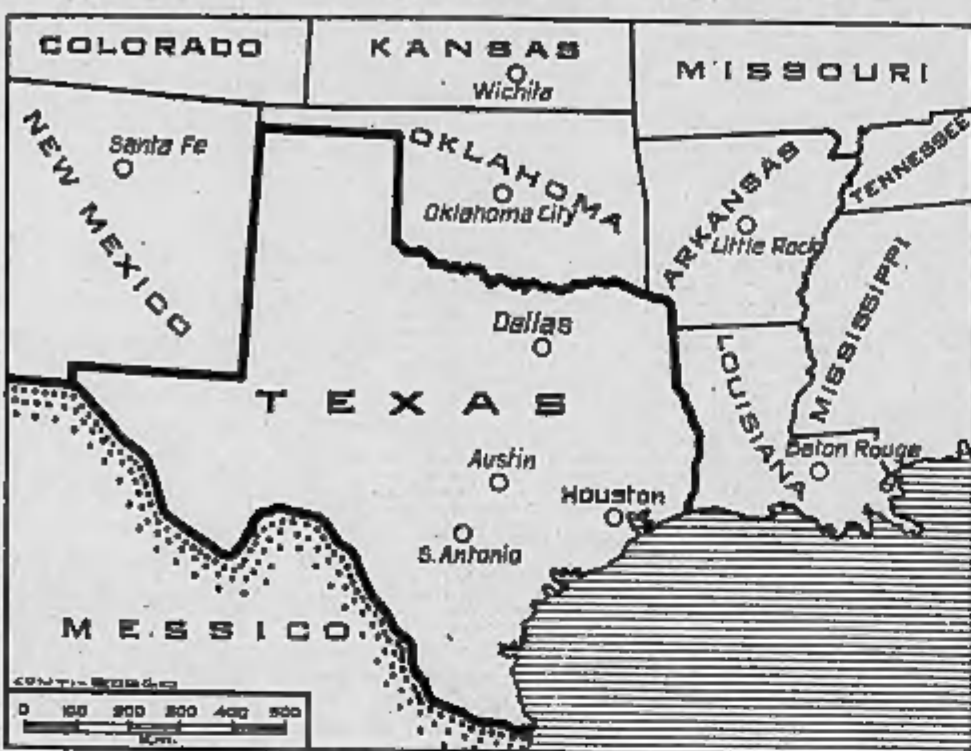 COLORADO
KANSAS
MISSOURI
Wichita
NEW MEXICO
Santa Fe
OKLAHOMA
Oklahoma City
ARKANSAS
Little Rock
TENNESSEE
MISSISSIPPI
Dallas
TEXAS
LOUISIANA
Baton Rouge
Austin
Houston
S. Antonio
MESSICO
0 100 200 300 400 500
Km.